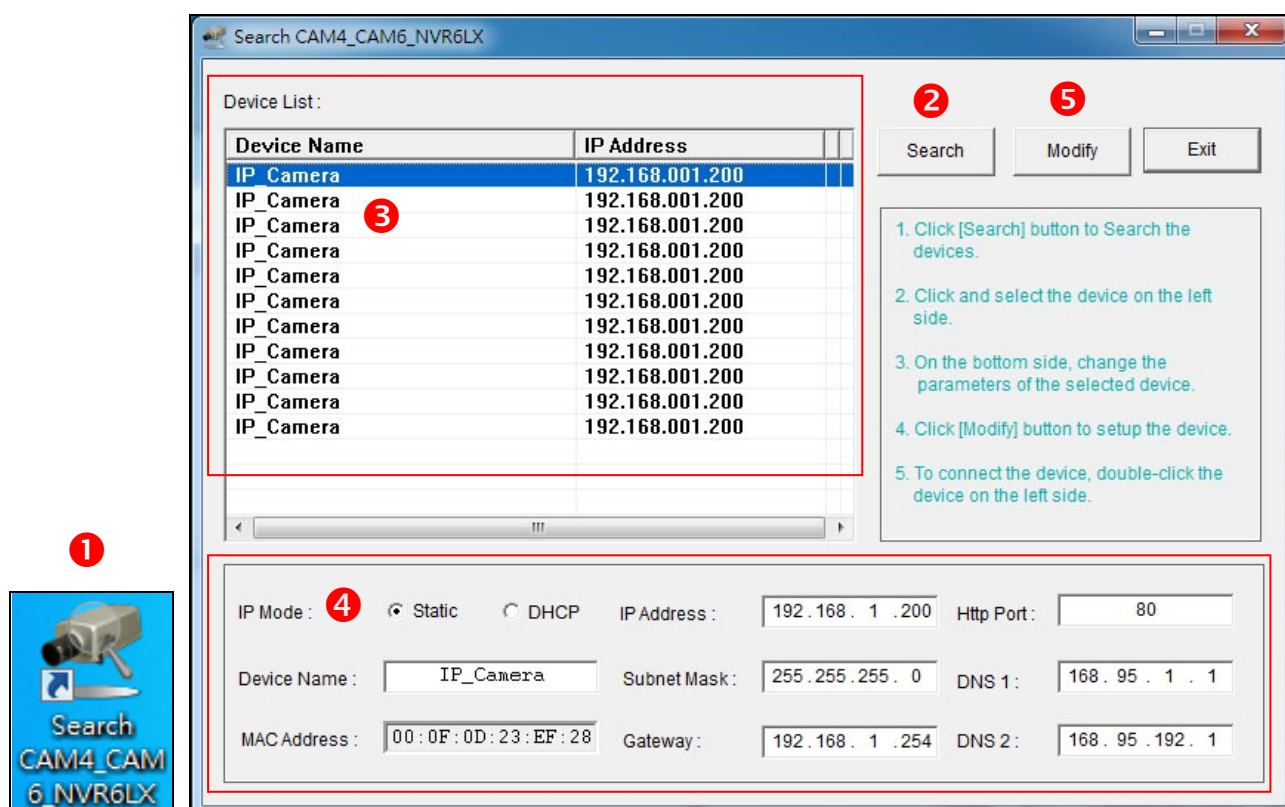 Search CAM4_CAM6_NVR6LX
Device List :
2
5
Device Name IP Address
Search Modify Exit
IP_Camera 192.168.001.200
IP_Camera 192.168.001.200
3
IP_Camera 192.168.001.200
IP_Camera 192.168.001.200
IP_Camera 192.168.001.200
IP_Camera 192.168.001.200
IP_Camera 192.168.001.200
IP_Camera 192.168.001.200
IP_Camera 192.168.001.200
IP_Camera 192.168.001.200
IP_Camera 192.168.001.200
1. Click [Search] button to Search the
devices.
2. Click and select the device on the left
side.
3. On the bottom side, change the
parameters of the selected device.
4. Click [Modify] button to setup the device.
5. To connect the device, double-click the
device on the left side.
1
Search
CAM4_CAM
6_NVR6LX
IP Mode : 4 Static DHCP IP Address : 192.168. 1 .200 Http Port : 80
Device Name : IP_Camera Subnet Mask : 255.255.255. 0 DNS 1 : 168. 95 . 1 . 1
MAC Address : 00:0F:0D:23:EF:28 Gateway : 192.168. 1 .254 DNS 2 : 168. 95 .192. 1